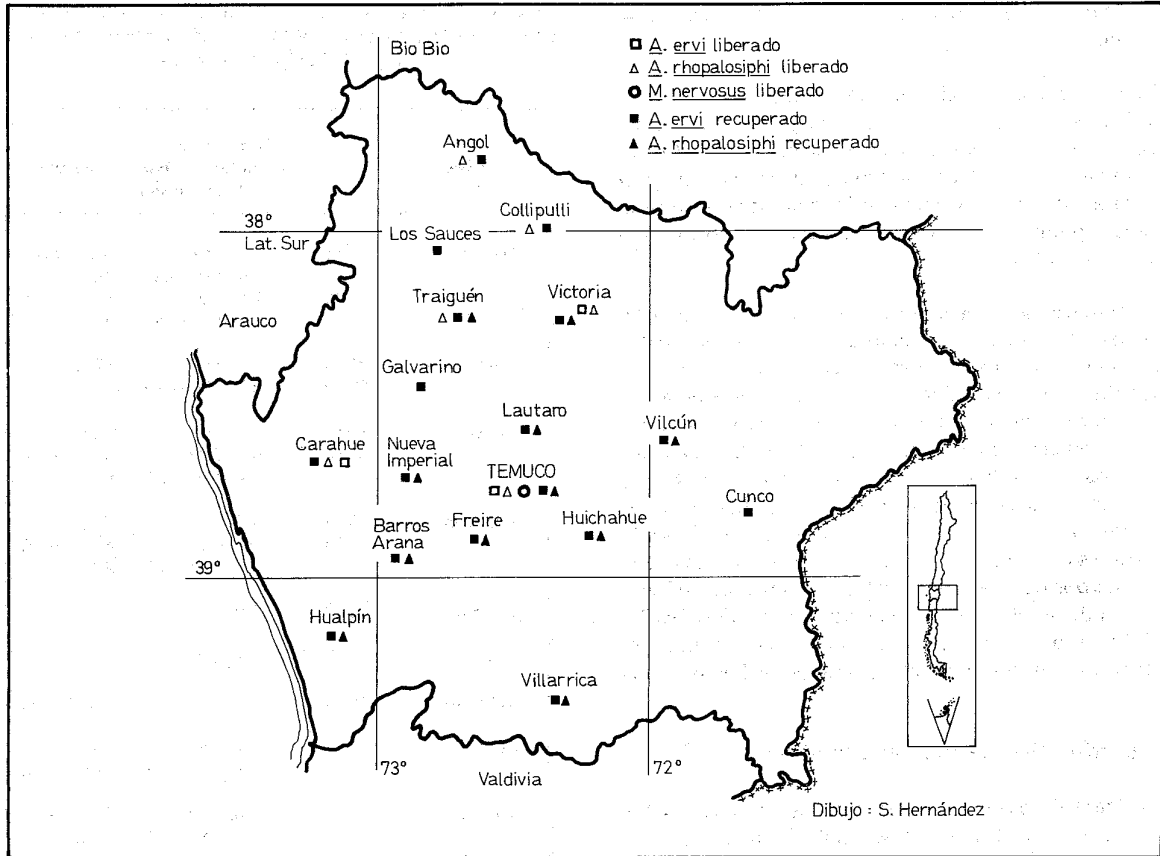 Bio Bio
A. ervi liberado
A. rhopalosiphi liberado
M. nervosus liberado
A. ervi recuperado
A. rhopalosiphi recuperado
Angol
Collipulli
38°
Lat. Sur
Los Sauces
Traiguén
Victoria
Arauco
Galvarino
Lautaro
Vilcún
Carahue
Nueva
Imperial
TEMUCO
Cunco
Barros
Arana
Freire
Huichahue
39°
Hualpín
Villarrica
73°
72°
Valdivia
Dibujo : S. Hernández